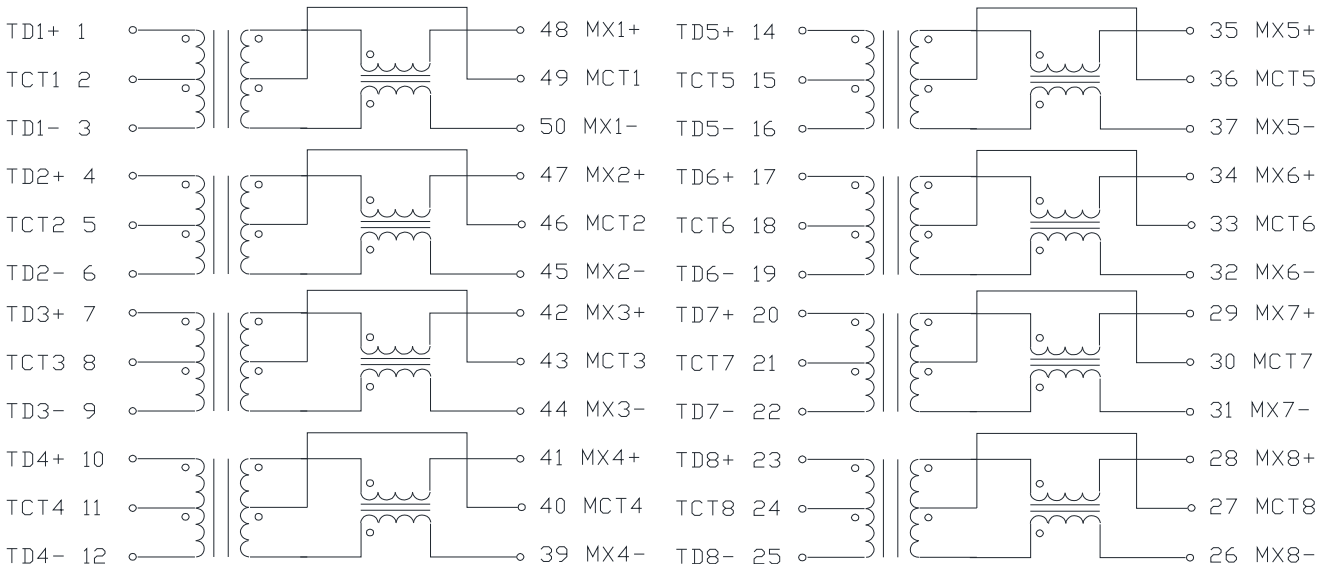 TD1+ 1 48 MX1+ TD5+ 14 35 MX5+
TCT1 2 49 MCT1 TCT5 15 36 MCT5
TD1- 3 50 MX1- TD5- 16 37 MX5-
TD2+ 4 47 MX2+ TD6+ 17 34 MX6+
TCT2 5 46 MCT2 TCT6 18 33 MCT6
TD2- 6 45 MX2- TD6- 19 32 MX6-
TD3+ 7 42 MX3+ TD7+ 20 29 MX7+
TCT3 8 43 MCT3 TCT7 21 30 MCT7
TD3- 9 44 MX3- TD7- 22 31 MX7-
TD4+ 10 41 MX4+ TD8+ 23 28 MX8+
TCT4 11 40 MCT4 TCT8 24 27 MCT8
TD4- 12 39 MX4- TD8- 25 26 MX8-